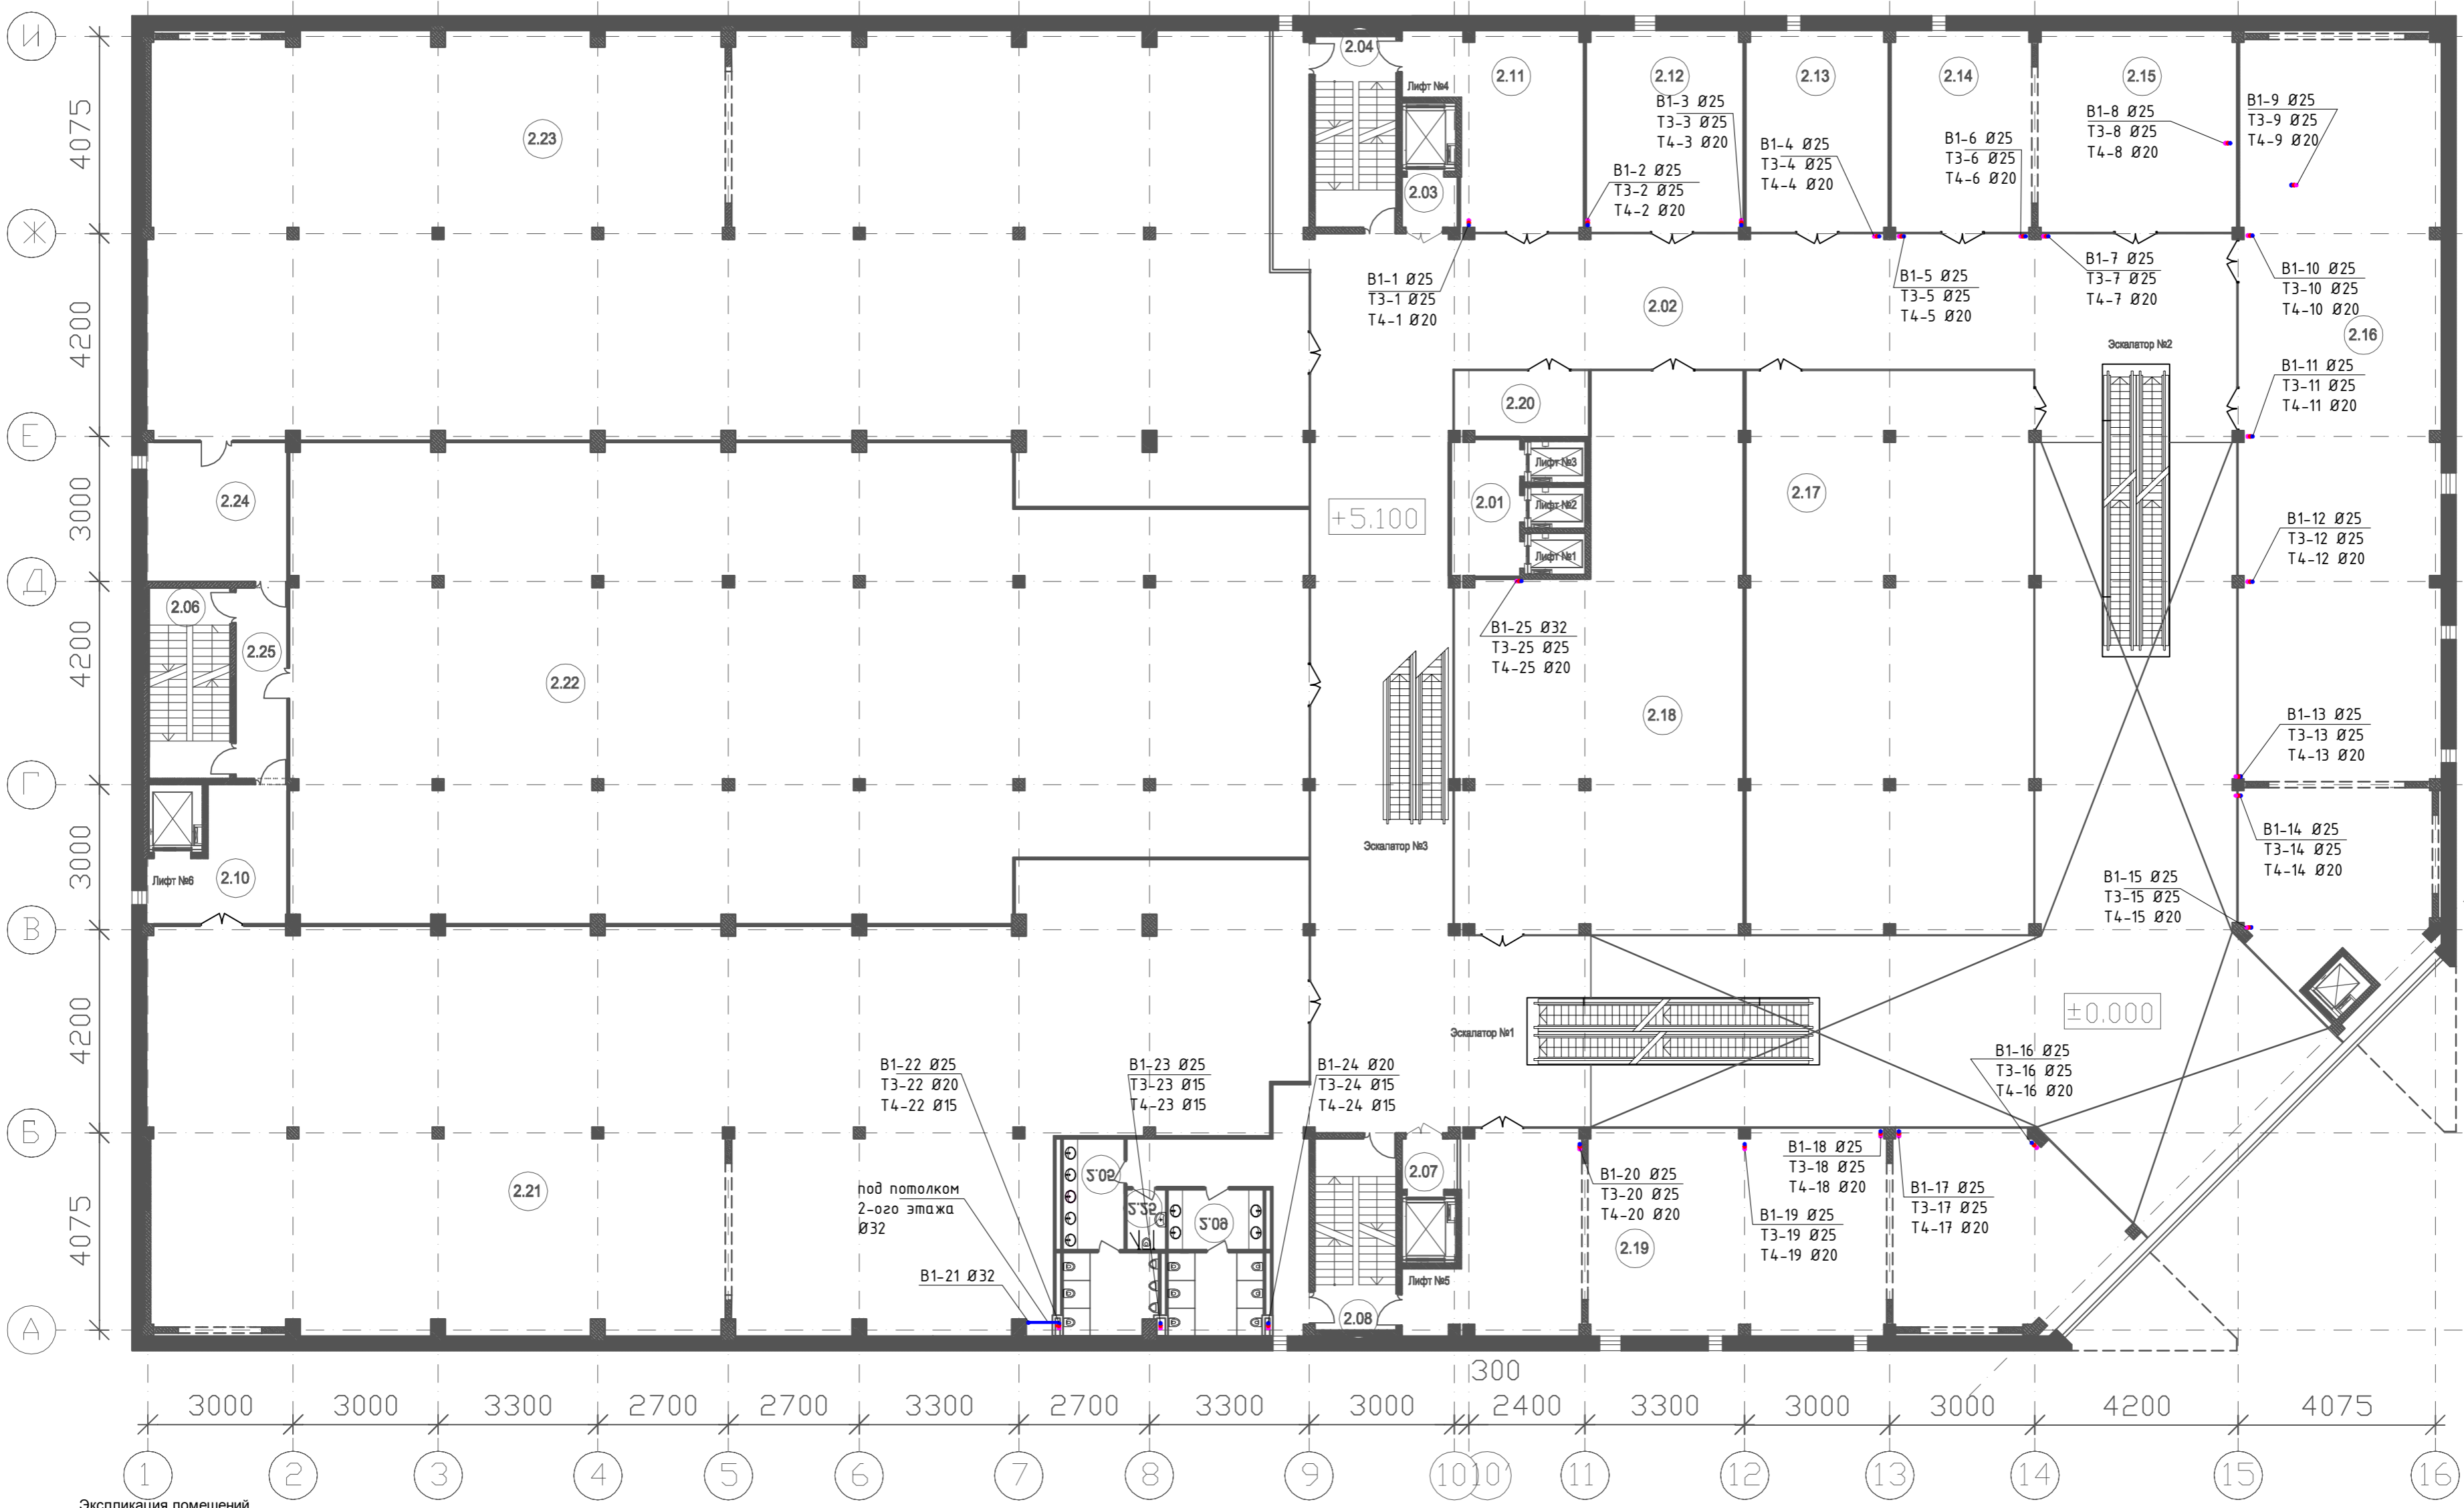 И
Ж
Е
Д
Г
В
Б
А
4075
4200
3000
4200
3000
4200
4075
2.23
2.24
2.06
2.25
2.22
Лифт №6
2.10
2.21
2.04
Лифт №4
2.03
2.11
2.12
В1-3 Ø25
Т3-3 Ø25
Т4-3 Ø20
В1-2 Ø25
Т3-2 Ø25
Т4-2 Ø20
2.13
В1-4 Ø25
Т3-4 Ø25
Т4-4 Ø20
2.14
В1-6 Ø25
Т3-6 Ø25
Т4-6 Ø20
2.15
В1-8 Ø25
Т3-8 Ø25
Т4-8 Ø20
В1-9 Ø25
Т3-9 Ø25
Т4-9 Ø20
В1-1 Ø25
Т3-1 Ø25
Т4-1 Ø20
2.02
В1-5 Ø25
Т3-5 Ø25
Т4-5 Ø20
В1-7 Ø25
Т3-7 Ø25
Т4-7 Ø20
В1-10 Ø25
Т3-10 Ø25
Т4-10 Ø20
2.16
Эскалатор №2
В1-11 Ø25
Т3-11 Ø25
Т4-11 Ø20
2.20
2.01
Лифт №3
Лифт №2
Лифт №1
+5.100
2.17
В1-12 Ø25
Т3-12 Ø25
Т4-12 Ø20
В1-25 Ø32
Т3-25 Ø25
Т4-25 Ø20
2.18
Эскалатор №3
В1-13 Ø25
Т3-13 Ø25
Т4-13 Ø20
В1-14 Ø25
Т3-14 Ø25
Т4-14 Ø20
В1-15 Ø25
Т3-15 Ø25
Т4-15 Ø20
Эскалатор №1
±0.000
В1-16 Ø25
Т3-16 Ø25
Т4-16 Ø20
В1-22 Ø25
Т3-22 Ø20
Т4-22 Ø15
В1-23 Ø25
Т3-23 Ø15
Т4-23 Ø15
В1-24 Ø20
Т3-24 Ø15
Т4-24 Ø15
под потолком
2-ого этажа
Ø32
В1-21 Ø32
2.05
2.25
2.09
2.07
Лифт №5
2.08
В1-20 Ø25
Т3-20 Ø25
Т4-20 Ø20
2.19
В1-18 Ø25
Т3-18 Ø25
Т4-18 Ø20
В1-19 Ø25
Т3-19 Ø25
Т4-19 Ø20
В1-17 Ø25
Т3-17 Ø25
Т4-17 Ø20
300
3000 3000 3300 2700 2700 3300 2700 3300 3000 2400 3300 3000 3000 4200 4075
1 2 3 4 5 6 7 8 9 10 10' 11 12 13 14 15 16
Экспликация помещений